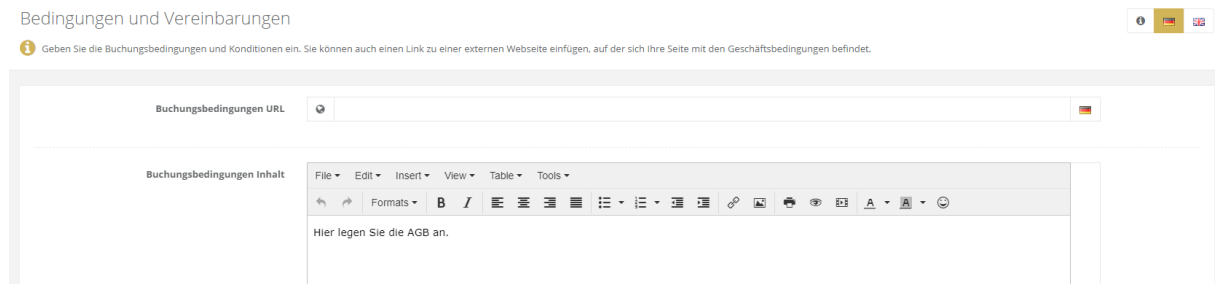 Bedingungen und Vereinbarungen
Geben Sie die Buchungsbedingungen und Konditionen ein. Sie können auch einen Link zu einer externen Webseite einfügen, auf der sich Ihre Seite mit den Geschäftsbedingungen befindet.
Buchungsbedingungen URL
Buchungsbedingungen Inhalt
File Edit Insert View Table Tools
Formats B I A A
Hier legen Sie die AGB an.